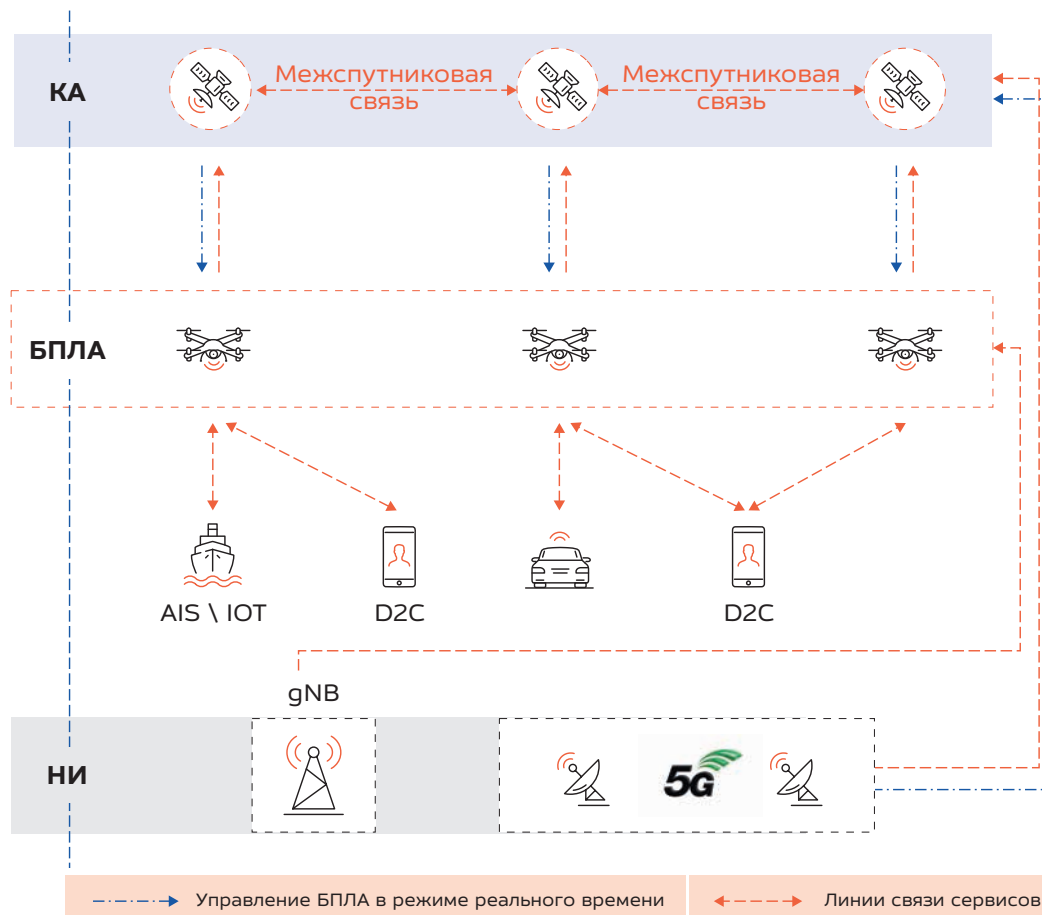 КА
Межспутниковая
связь
Межспутниковая
связь
БПЛА
AIS \ IOT
D2C
D2C
gNB
НИ
5G
Управление БПЛА в режиме реального времени
Линии связи сервисов